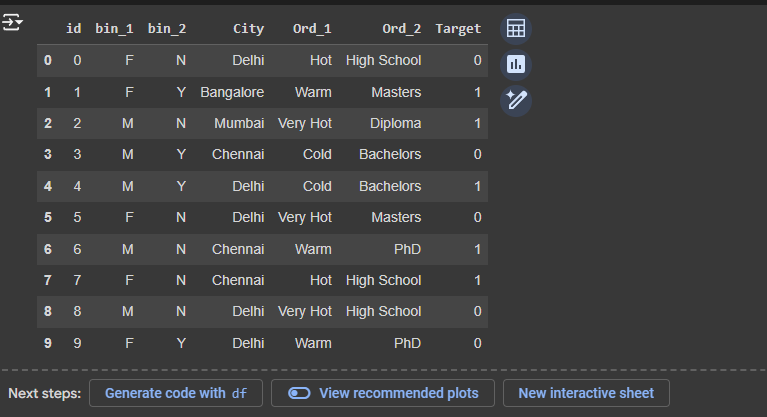 id bin_1 bin_2 City Ord_1 Ord_2 Target
0 0 F N Delhi Hot High School 0
1 1 F Y Bangalore Warm Masters 1
2 2 M N Mumbai Very Hot Diploma 1
3 3 M Y Chennai Cold Bachelors 0
4 4 M Y Delhi Cold Bachelors 1
5 5 F N Delhi Very Hot Masters 0
6 6 M N Chennai Warm PhD 1
7 7 F N Chennai Hot High School 1
8 8 M N Delhi Very Hot High School 0
9 9 F Y Delhi Warm PhD 0
Next steps: Generate code with df View recommended plots New interactive sheet